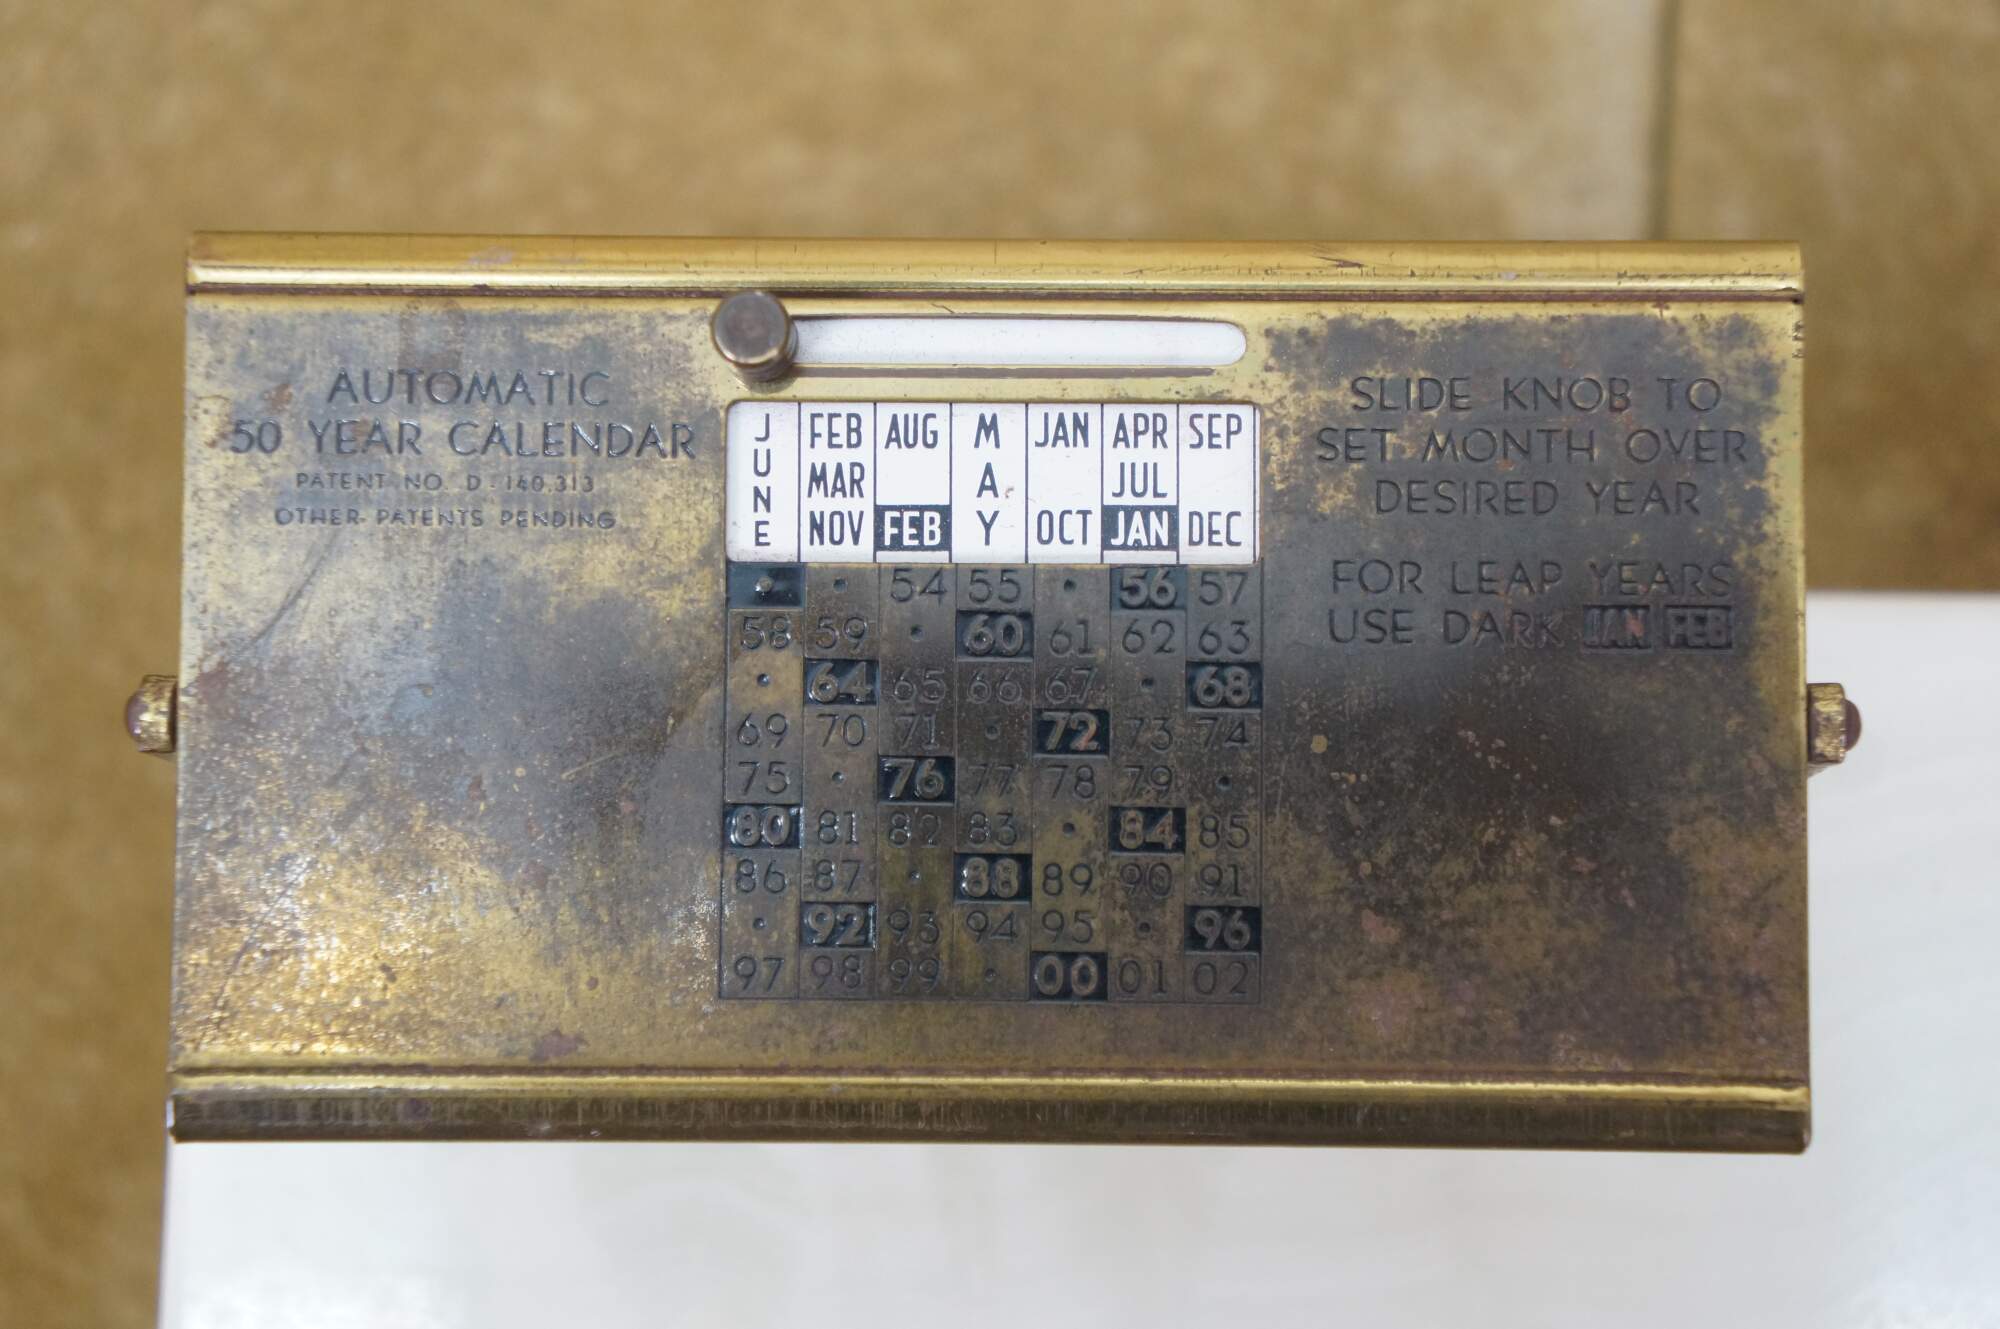 AUTOMATIC
50 YEAR CALENDAR
PATENT NO. D-140,313
OTHER PATENTS PENDING
JUNE FEB AUG MAY JAN APR SEP
MAR JUL
NOV FEB OCT JAN DEC
• • 54 55 • 56 57
58 59 • 60 61 62 63
• 64 65 66 67 • 68
69 70 71 • 72 73 74
75 • 76 77 78 79 •
80 81 82 83 • 84 85
86 87 • 88 89 90 91
• 92 93 94 95 • 96
97 98 99 • 00 01 02
SLIDE KNOB TO
SET MONTH OVER
DESIRED YEAR
FOR LEAP YEARS
USE DARK JAN FEB